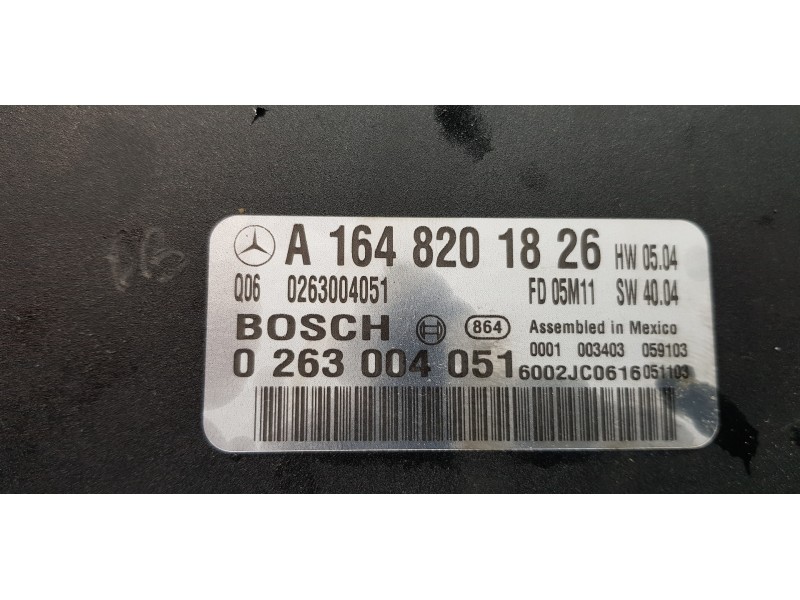 A 164 820 18 26 HW 05.04
Q06 0263004051 FD 05M11 SW 40.04
BOSCH 864 Assembled in Mexico
0001 003403 059103
0 263 004 051 6002JC0616 051103